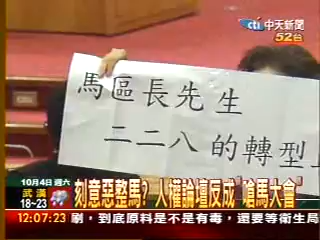 cti 中天新聞
52台
馬區長先生
二二八的轉型
10月4日 週六
武漢
18~23
刻意惡整馬? 人權論壇反成"嗆馬大會"
12:07:23 刷，到底原料是不是有毒，還要等衛生局